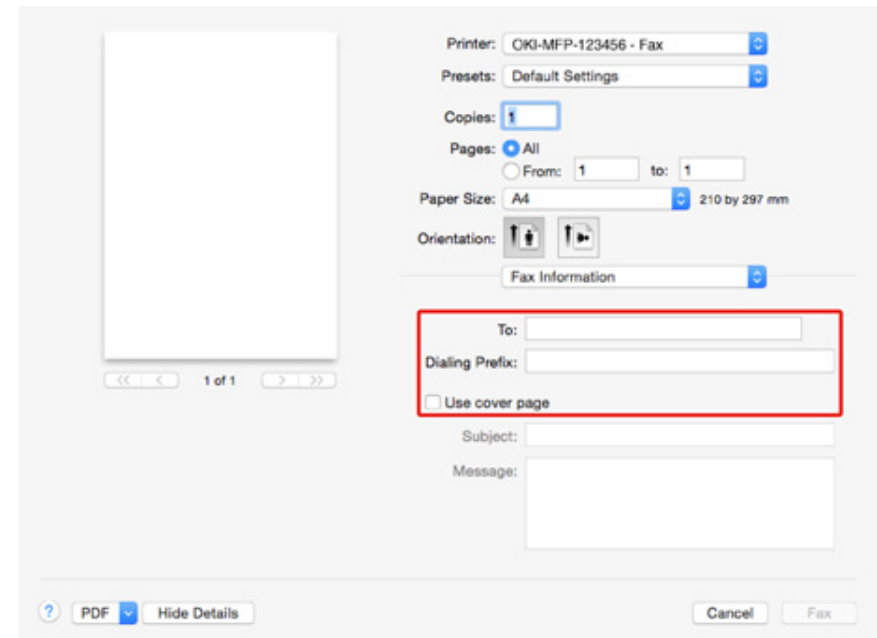 Printer: OKI-MFP-123456 - Fax
Presets: Default Settings
Copies: 1
Pages: All
From: 1 to: 1
Paper Size: A4 210 by 297 mm
Orientation:
Fax Information
To:
Dialing Prefix:
Use cover page
Subject:
Message:
<< < 1 of 1 > >>
? PDF Hide Details Cancel Fax